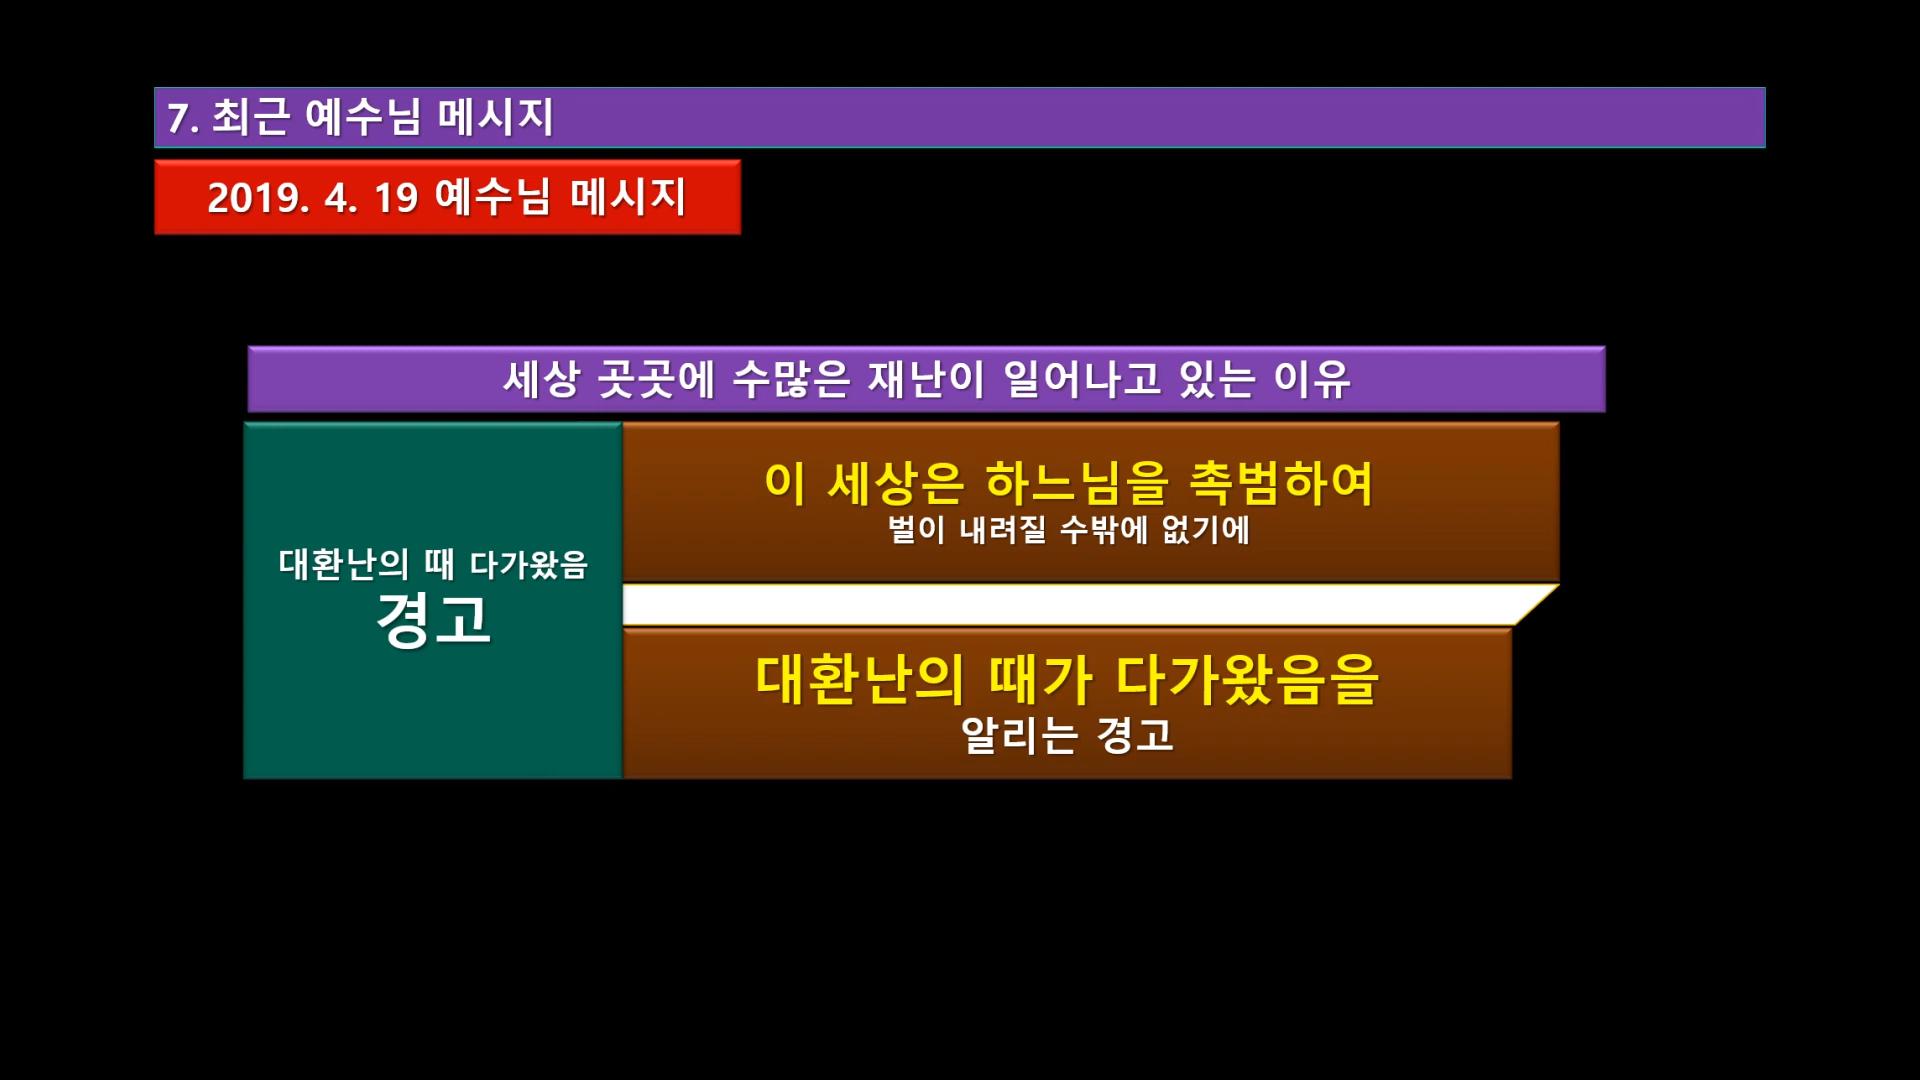 7. 최근 예수님 메시지
2019. 4. 19 예수님 메시지
세상 곳곳에 수많은 재난이 일어나고 있는 이유
대환난의 때 다가왔음
경고
이 세상은 하느님을 촉범하여
벌이 내려질 수밖에 없기에
대환난의 때가 다가왔음을
알리는 경고